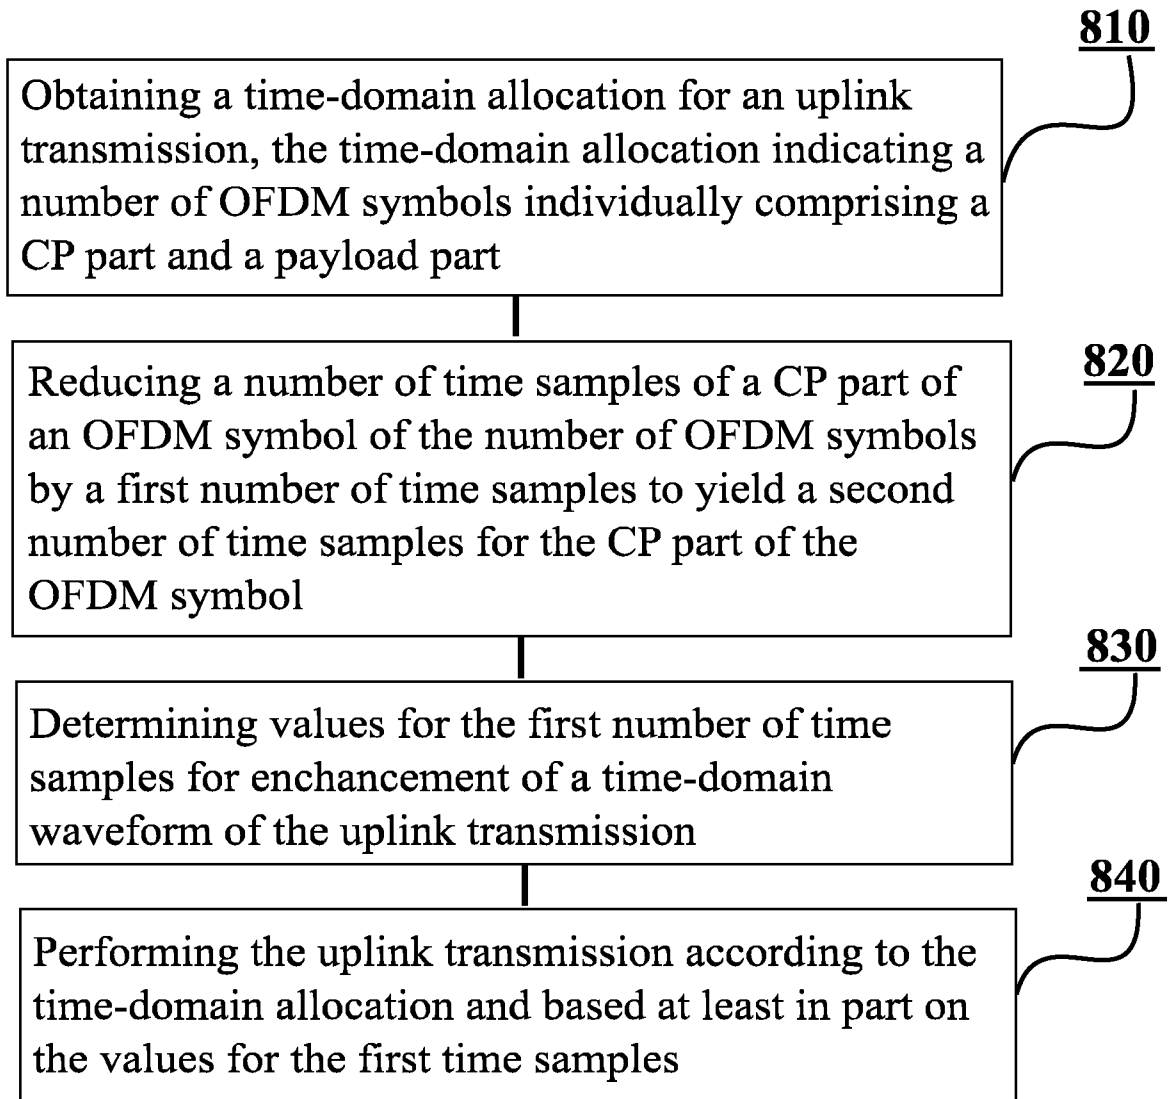 810
Obtaining a time-domain allocation for an uplink
transmission, the time-domain allocation indicating a
number of OFDM symbols individually comprising a
CP part and a payload part
820
Reducing a number of time samples of a CP part of
an OFDM symbol of the number of OFDM symbols
by a first number of time samples to yield a second
number of time samples for the CP part of the
OFDM symbol
830
Determining values for the first number of time
samples for enchancement of a time-domain
waveform of the uplink transmission
840
Performing the uplink transmission according to the
time-domain allocation and based at least in part on
the values for the first time samples